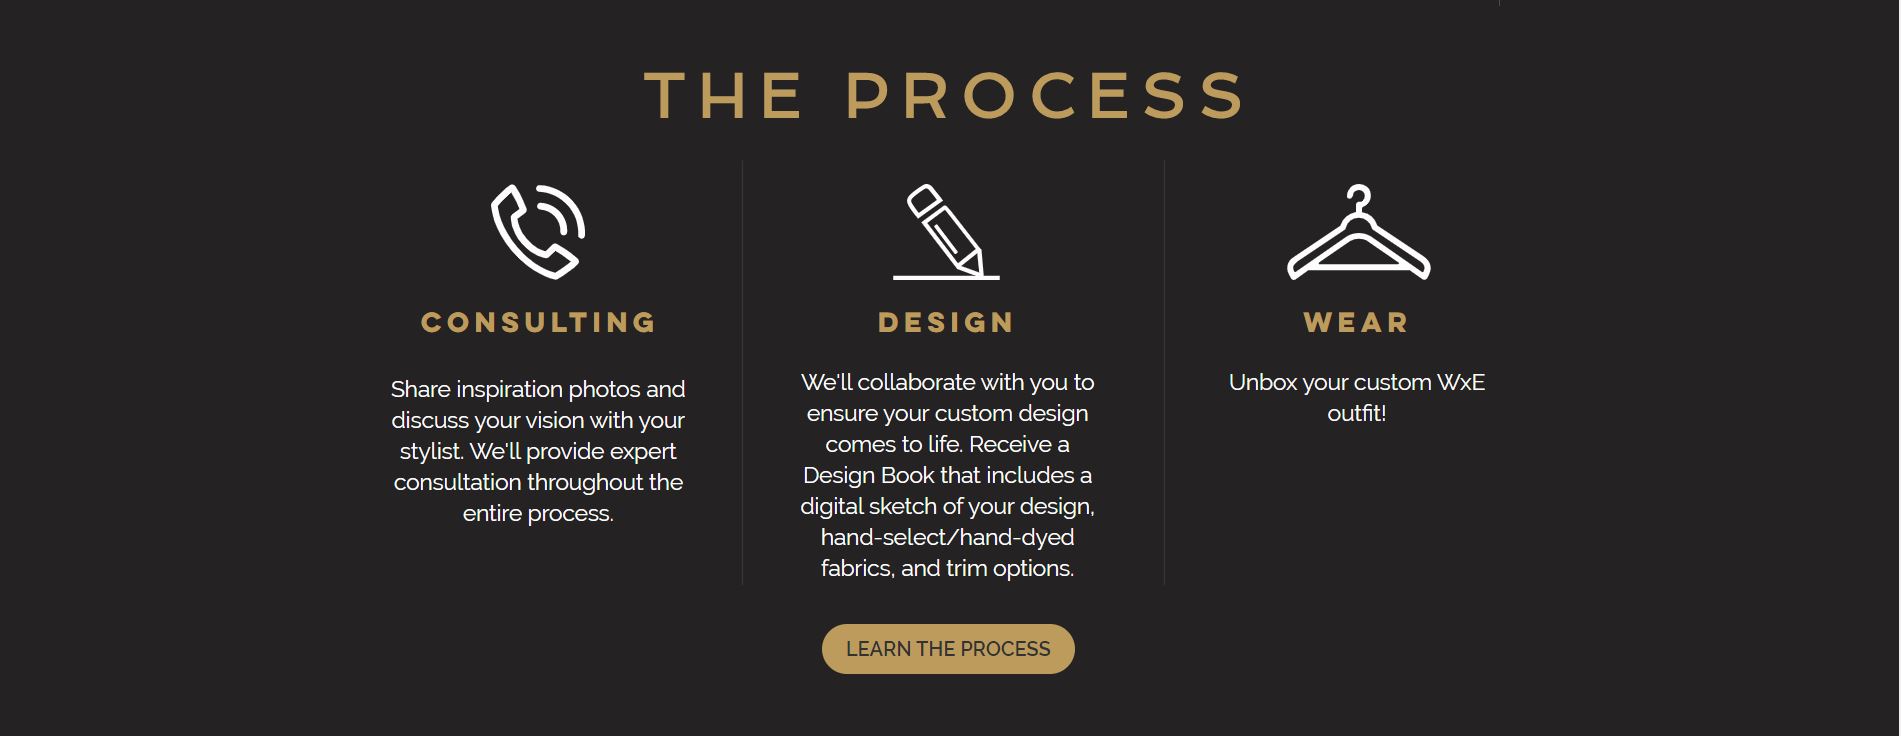 THE PROCESS
CONSULTING
Share inspiration photos and
discuss your vision with your
stylist. We'll provide expert
consultation throughout the
entire process.
DESIGN
We'll collaborate with you to
ensure your custom design
comes to life. Receive a
Design Book that includes a
digital sketch of your design,
hand-select/hand-dyed
fabrics, and trim options.
WEAR
Unbox your custom WxE
outfit!
LEARN THE PROCESS